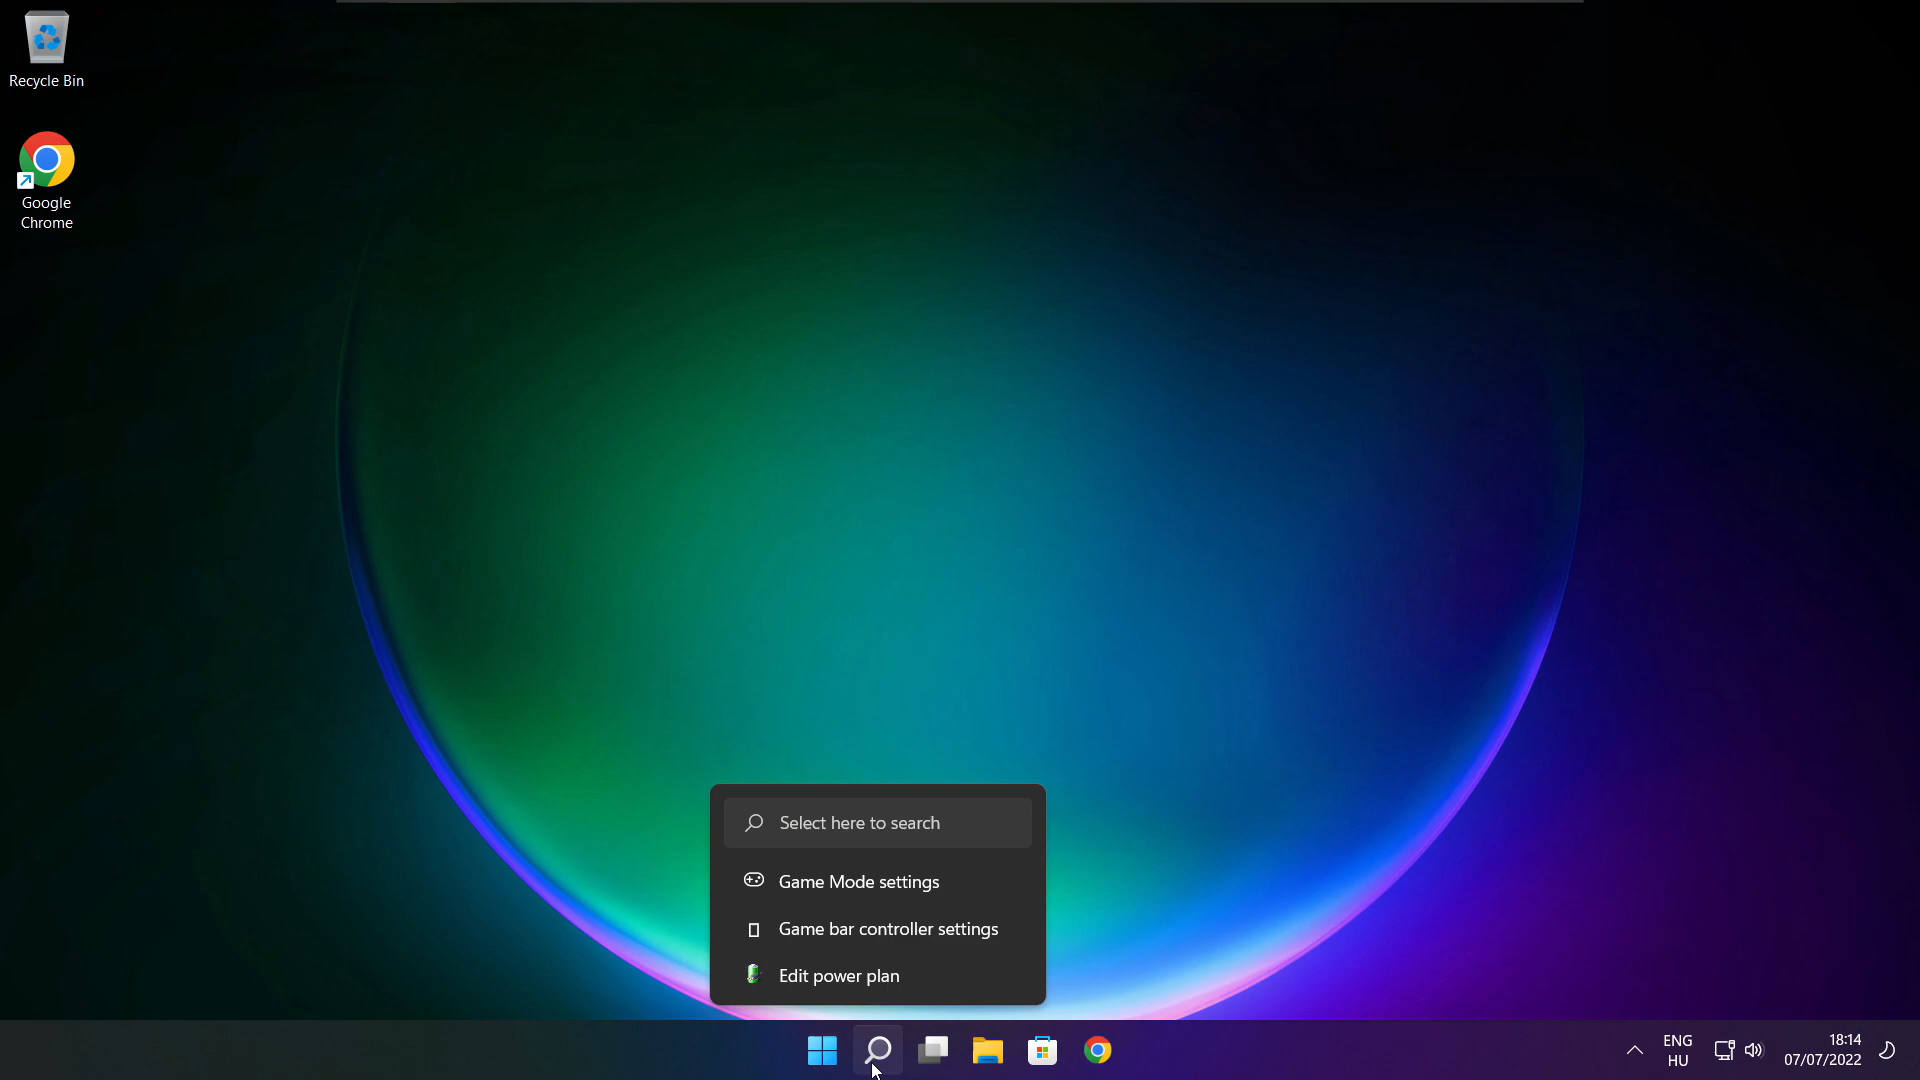 Recycle Bin
Google
Chrome
Select here to search
Game Mode settings
Game bar controller settings
Edit power plan
ENG
HU
18:14
07/07/2022